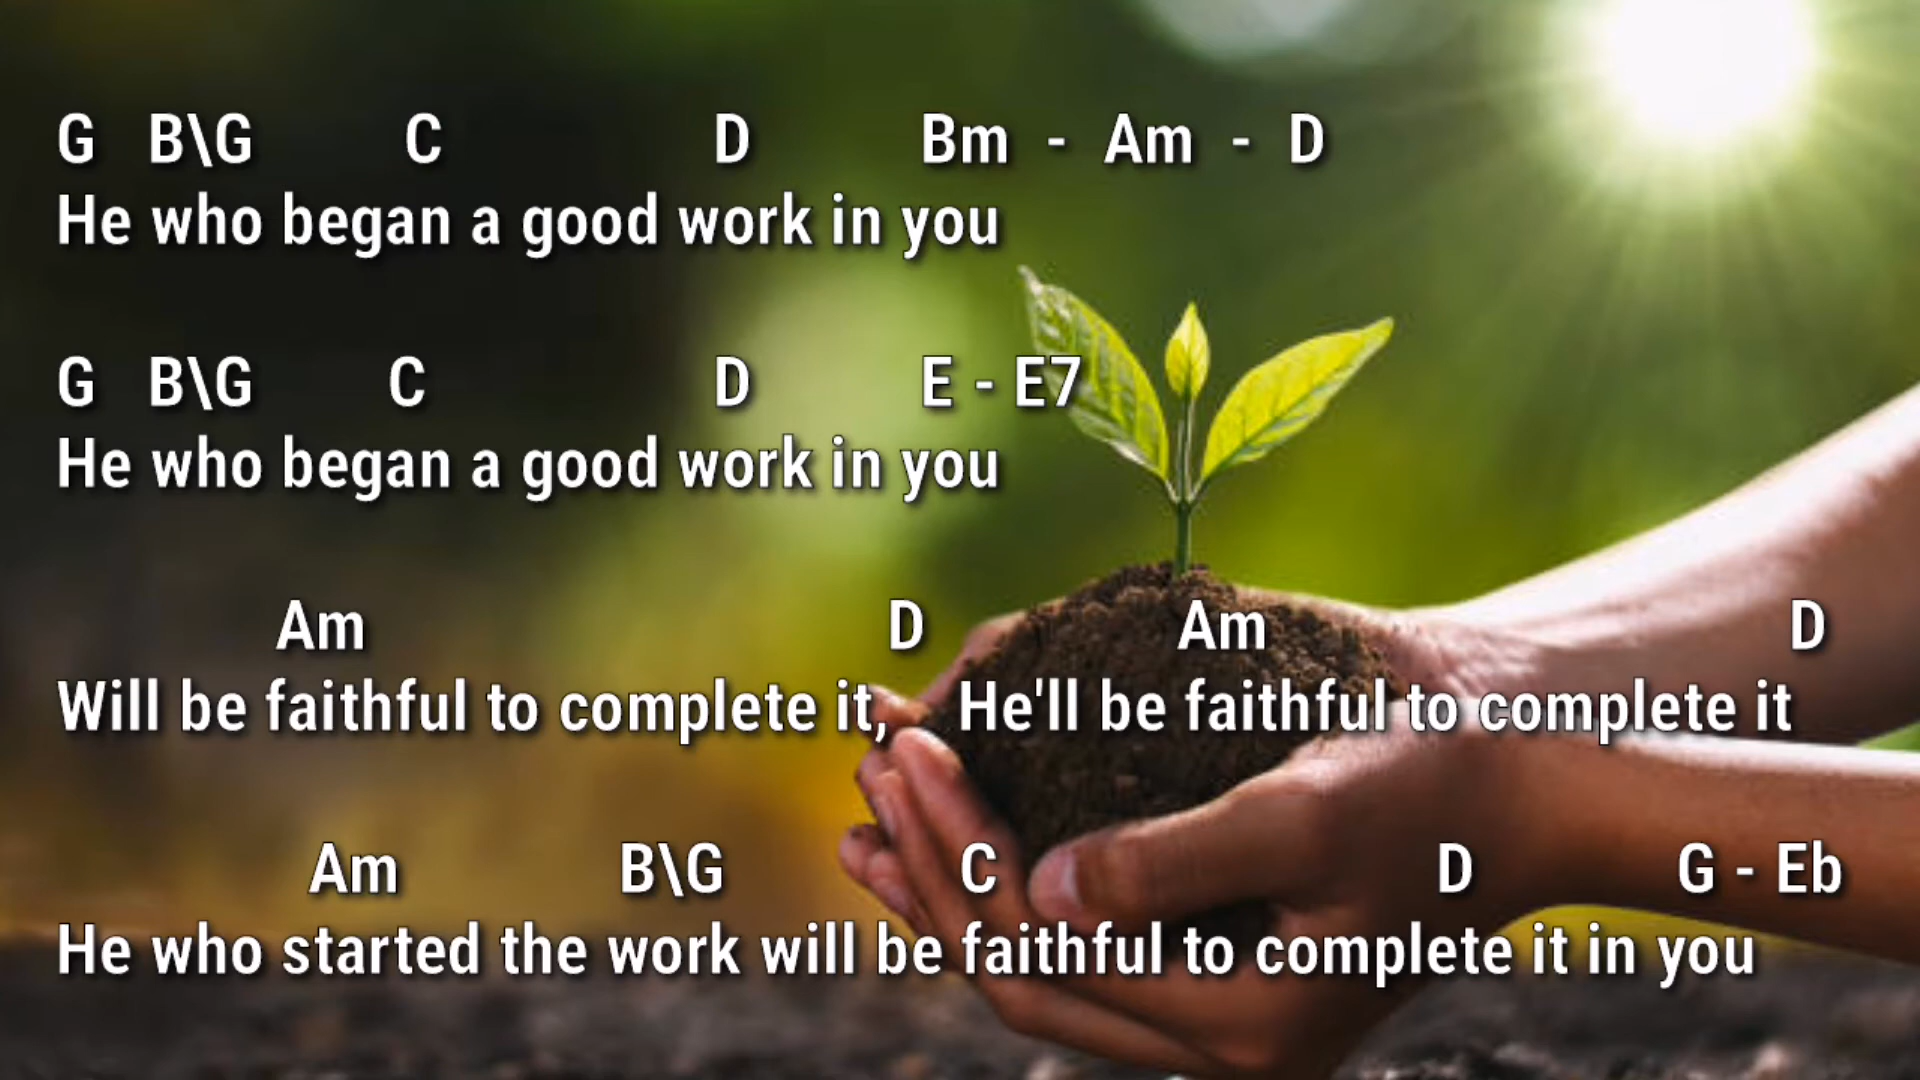 G B\G C D Bm - Am - D
He who began a good work in you
G B\G C D E - E7
He who began a good work in you
Am D Am D
Will be faithful to complete it, He'll be faithful to complete it
Am B\G C D G - Eb
He who started the work will be faithful to complete it in you